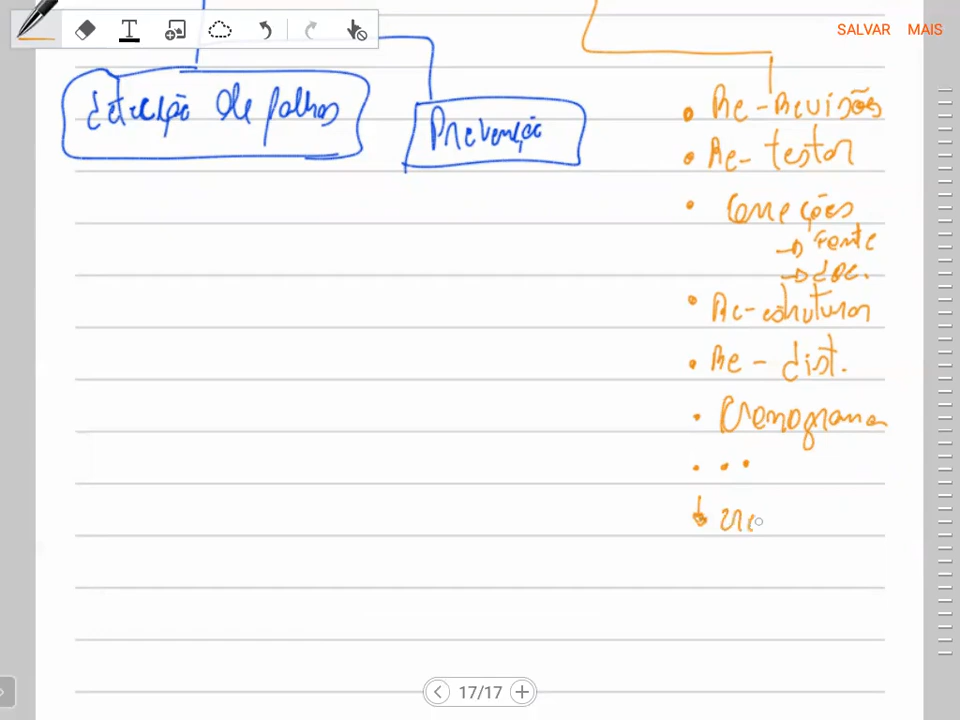 SALVAR MAIS
detecção de falhas
Prevenção
• Re-Revisões
• Re-testar
• Correções
→ Fonte
→ doc.
• Re-estruturar
• Re-dist.
• Cronograma
• • •
17/17